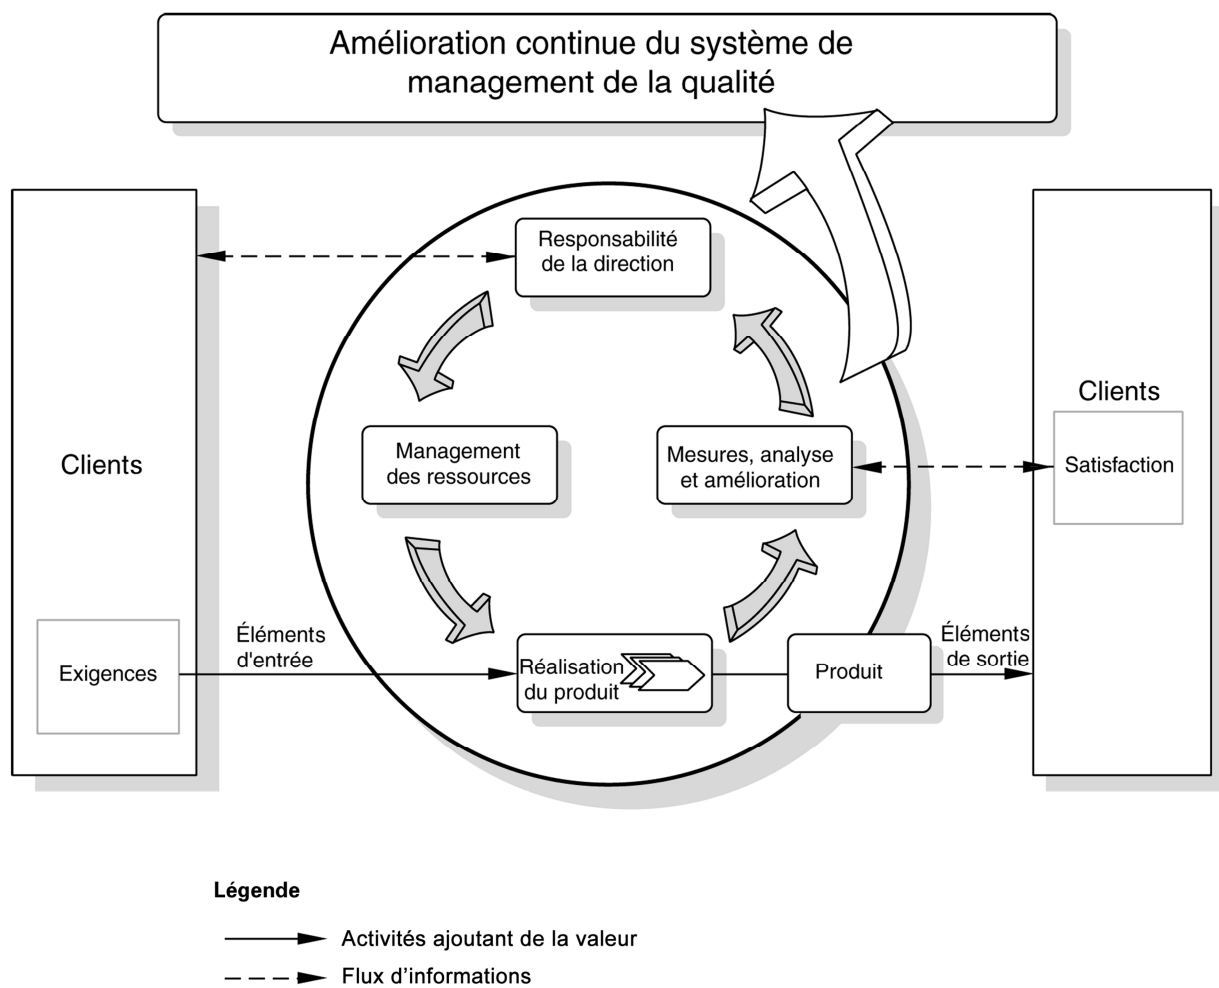 Amélioration continue du système de
management de la qualité
Responsabilité
de la direction
Clients
Management
des ressources
Mesures, analyse
et amélioration
Clients
Satisfaction
Exigences
Éléments
d'entrée
Réalisation
du produit
Produit
Éléments
de sortie
Légende
Activités ajoutant de la valeur
Flux d’informations